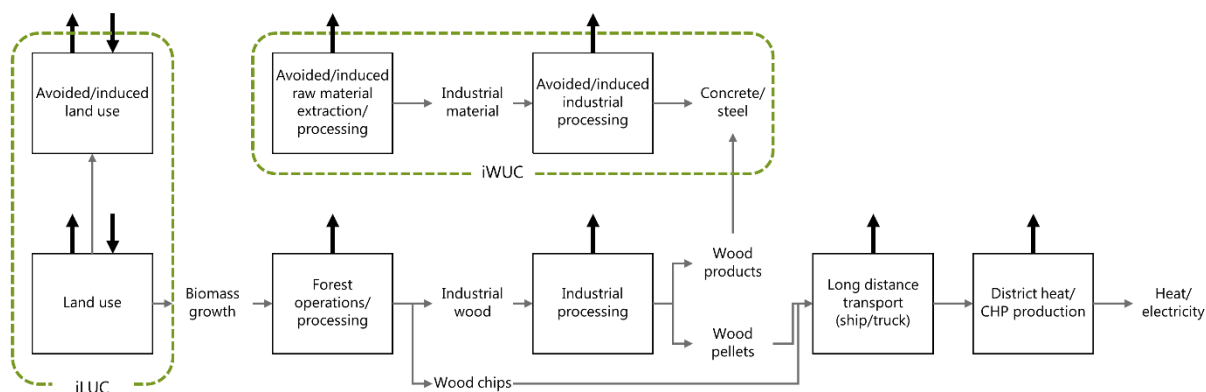 Avoided/induced
land use
Avoided/induced
raw material
extraction/
processing
Industrial
material
Avoided/induced
industrial
processing
Concrete/
steel
iWUC
Land use
Biomass
growth
Forest
operations/
processing
Industrial
wood
Industrial
processing
Wood
products
Wood
pellets
Wood chips
Long distance
transport
(ship/truck)
District heat/
CHP production
Heat/
electricity
iLUC